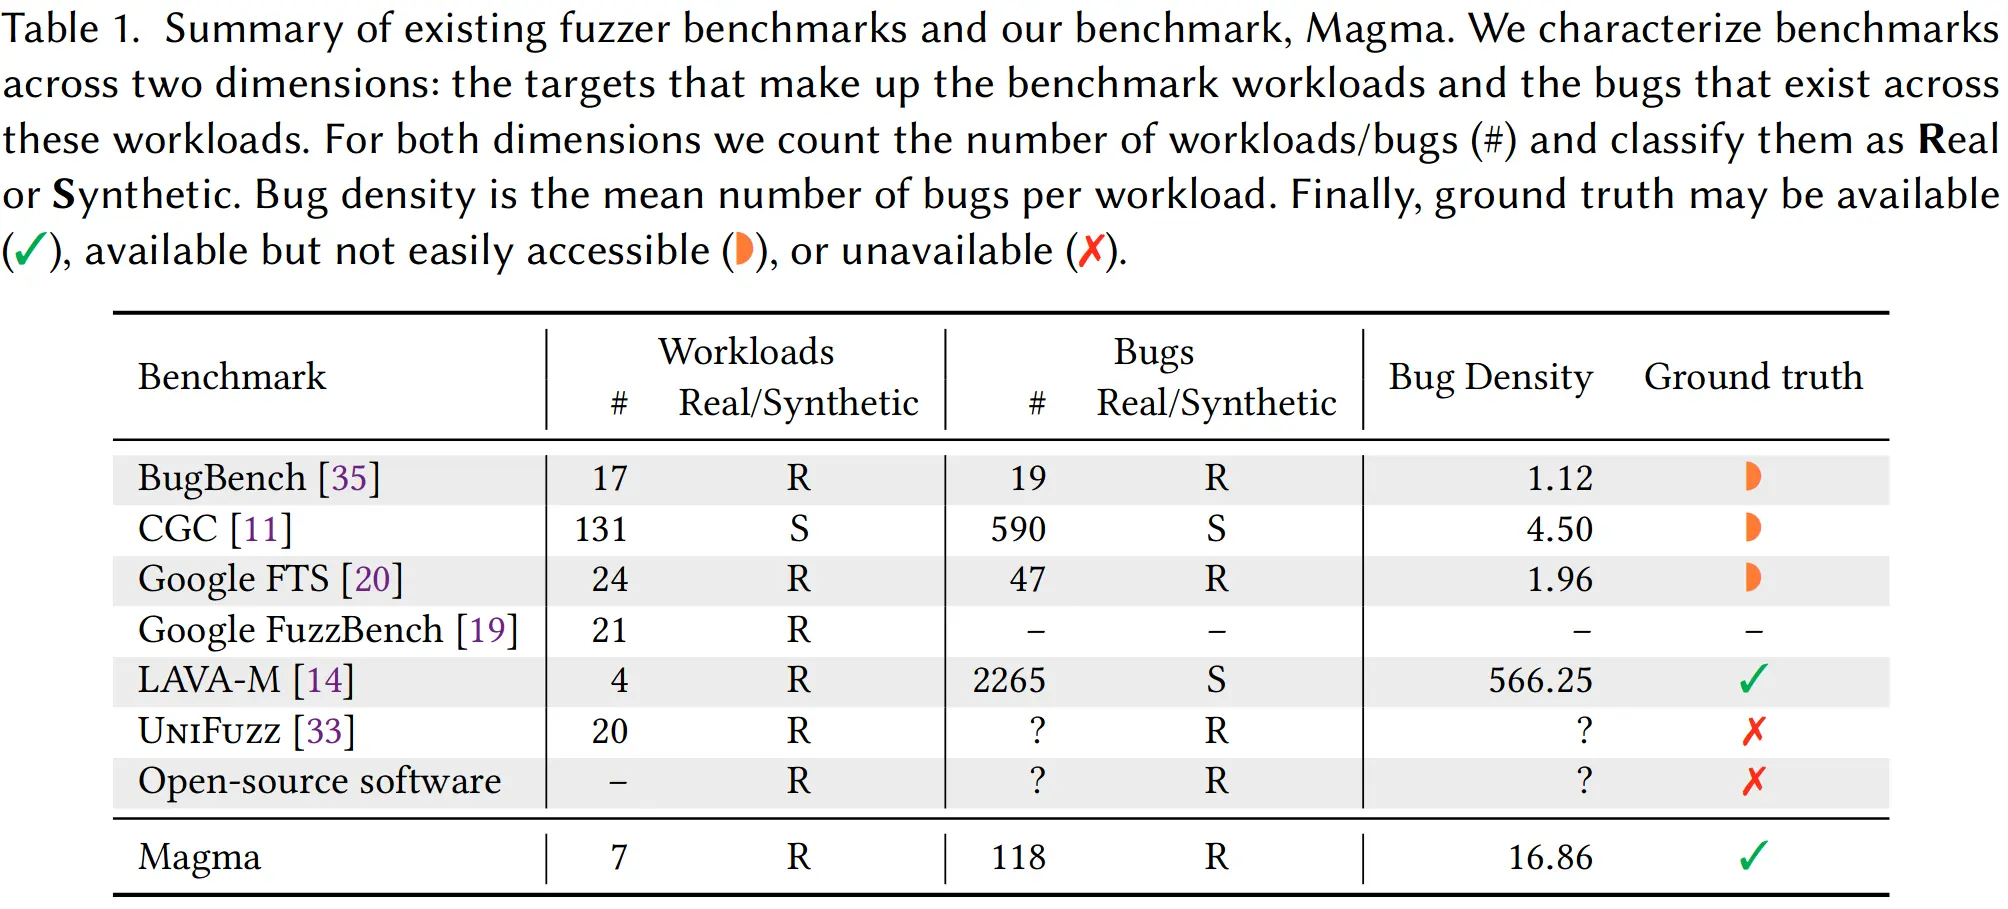 Table 1. Summary of existing fuzzer benchmarks and our benchmark, Magma. We characterize benchmarks
across two dimensions: the targets that make up the benchmark workloads and the bugs that exist across
these workloads. For both dimensions we count the number of workloads/bugs (#) and classify them as Real
or Synthetic. Bug density is the mean number of bugs per workload. Finally, ground truth may be available
(✓), available but not easily accessible (◗), or unavailable (✗).
Benchmark Workloads Bugs Bug Density Ground truth
# Real/Synthetic # Real/Synthetic
BugBench [35] 17 R 19 R 1.12 ◗
CGC [11] 131 S 590 S 4.50 ◗
Google FTS [20] 24 R 47 R 1.96 ◗
Google FuzzBench [19] 21 R – – – –
LAVA-M [14] 4 R 2265 S 566.25 ✓
UniFuzz [33] 20 R ? R ? ✗
Open-source software – R ? R ? ✗
Magma 7 R 118 R 16.86 ✓